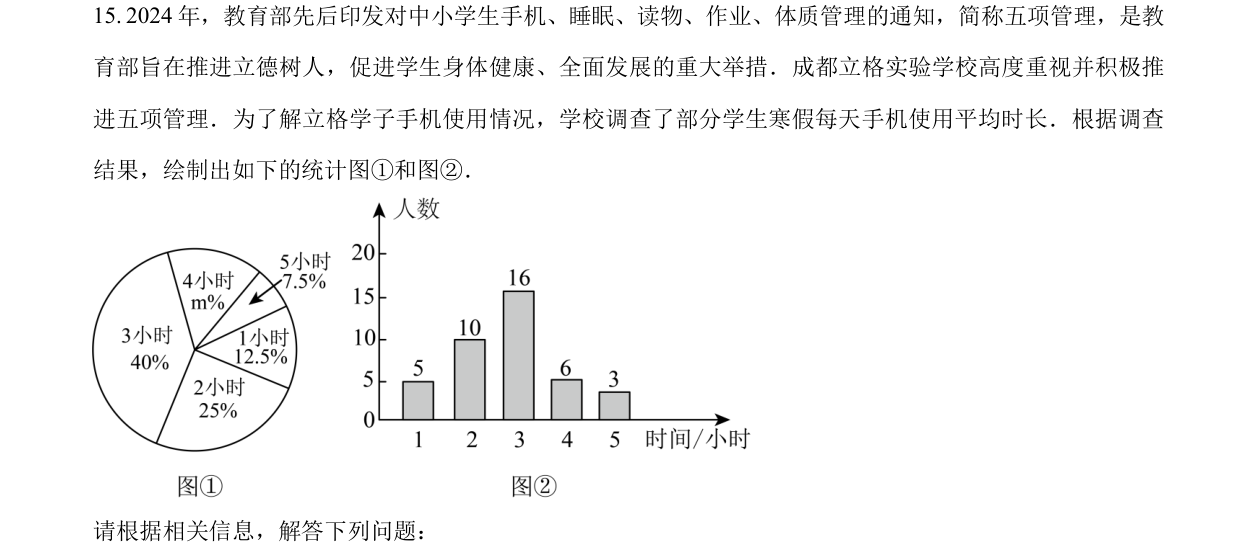 15.2024年，教育部先后印发对中小学生手机、睡眠、读物、作业、体质管理的通知，简称五项管理，是教
育部旨在推进立德树人，促进学生身体健康、全面发展的重大举措．成都立格实验学校高度重视并积极推
进五项管理．为了解立格学子手机使用情况，学校调查了部分学生寒假每天手机使用平均时长．根据调查
结果，绘制出如下的统计图①和图②．
5小时
7.5%
4小时
m%
3小时
40%
1小时
12.5%
2小时
25%
图①
人数
20
15
10
5
0
5
10
16
6
3
1 2 3 4 5 时间/小时
图②
请根据相关信息，解答下列问题：